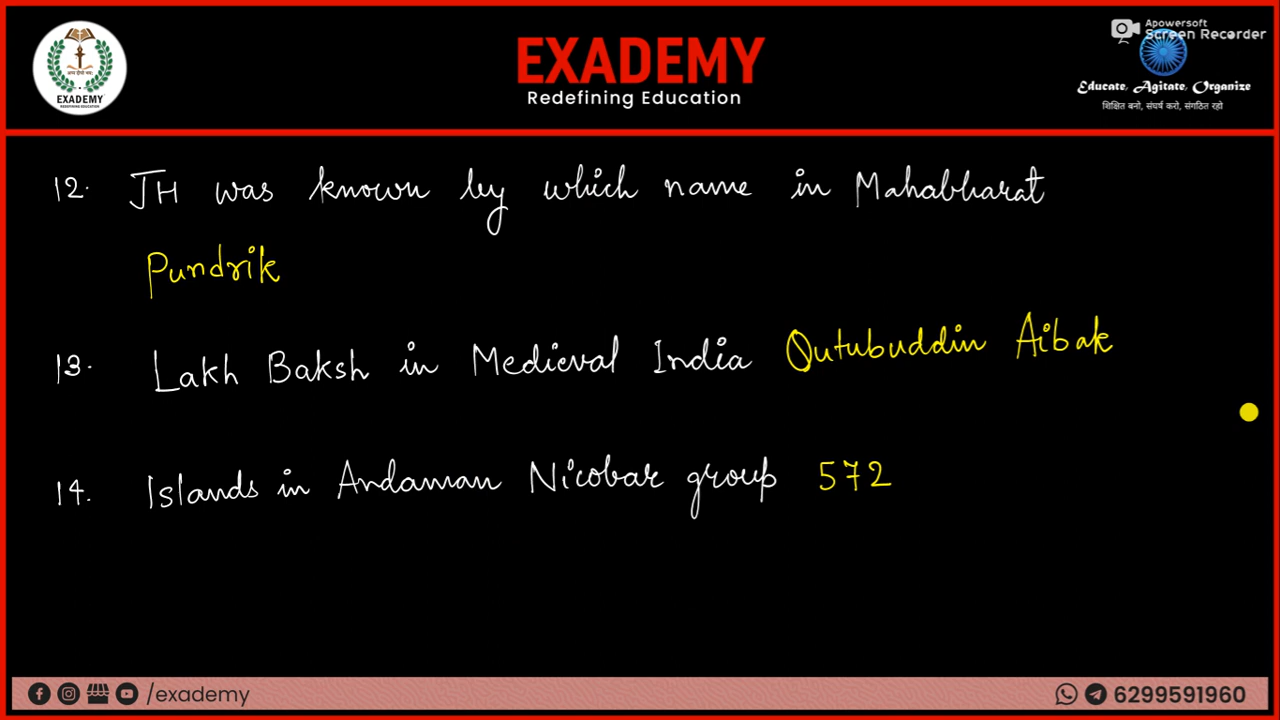 EXADEMY
Redefining Education
EXADEMY
REDEFINING EDUCATION
Apowersoft
Screen Recorder
Educate, Agitate, Organize
शिक्षित बनो, संघर्ष करो, संगठित रहो
12. JH was known by which name in Mahabharat
Pundrik
13. Lakh Baksh in Medieval India Qutubuddin Aibak
14. Islands in Andaman Nicobar group 572
/exademy
6299591960